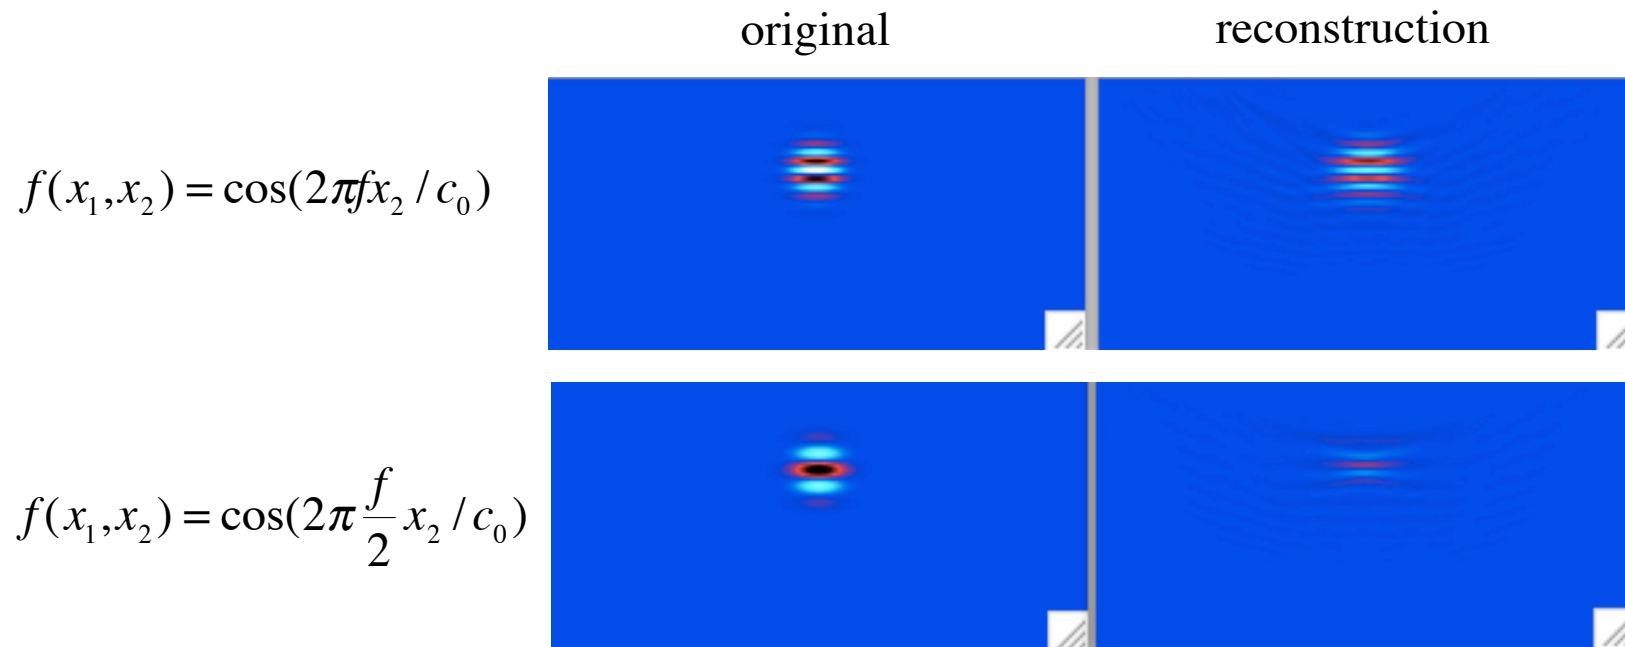 original reconstruction
f(x₁,x₂) = cos(2πfx₂ / c₀)
f(x₁,x₂) = cos(2π f/2 x₂ / c₀)